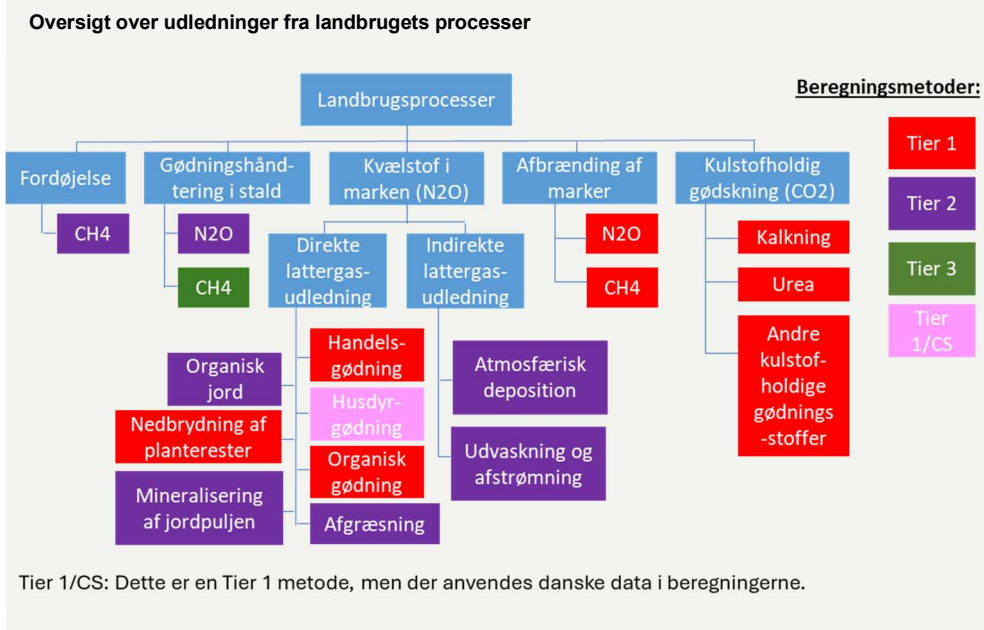 Oversigt over udledninger fra landbrugets processer
Landbrugsprocesser
Beregningsmetoder:
Tier 1
Tier 2
Tier 3
Tier
1/CS
Fordøjelse
CH4
Gødningshånd-
tering i stald
N2O
CH4
Kvælstof i
marken (N2O)
Direkte
lattergas-
udledning
Organisk
jord
Nedbrydning af
planterester
Mineralisering
af jordpuljen
Handels-
gødning
Husdyr-
gødning
Organisk
gødning
Afgræsning
Indirekte
lattergas-
udledning
Atmosfærisk
deposition
Udvaskning og
afstrømning
Afbrænding af
marker
N2O
CH4
Kulstofholdig
gødskning (CO2)
Kalkning
Urea
Andre
kulstof-
holdige
gødnings
-stoffer
Tier 1/CS: Dette er en Tier 1 metode, men der anvendes danske data i beregningerne.